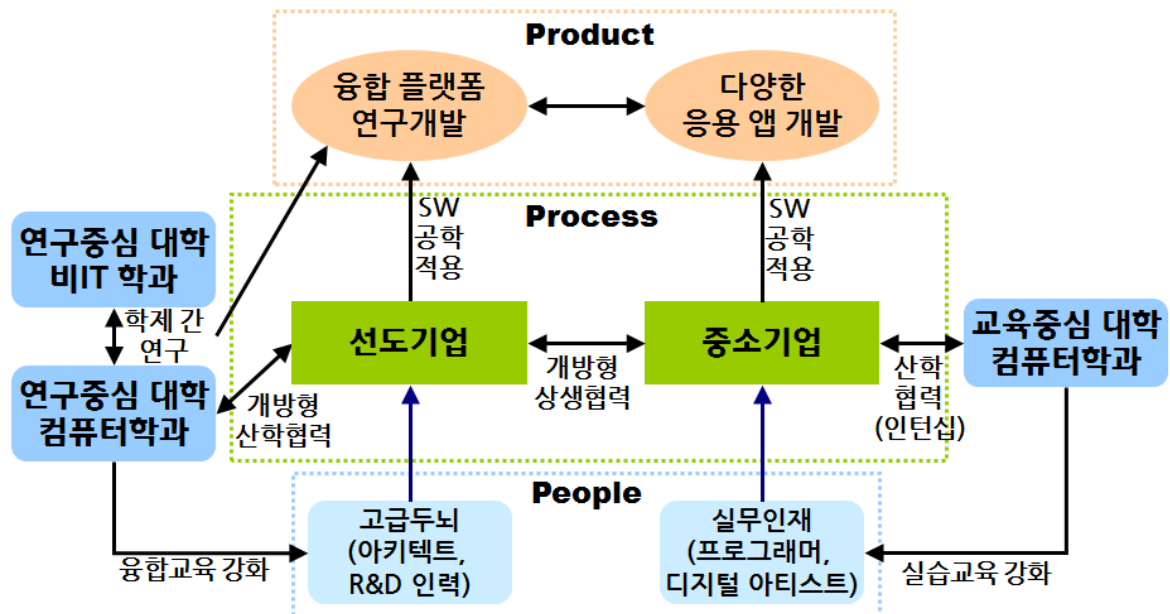 Product
융합 플랫폼
연구개발
다양한
응용 앱 개발
Process
SW
공학
적용
SW
공학
적용
연구중심 대학
비IT 학과
학제 간
연구
연구중심 대학
컴퓨터학과
선도기업
중소기업
교육중심 대학
컴퓨터학과
개방형
산학협력
개방형
상생협력
산학
협력
(인턴십)
People
고급두뇌
(아키텍트,
R&D 인력)
실무인재
(프로그래머,
디지털 아티스트)
융합교육 강화
실습교육 강화